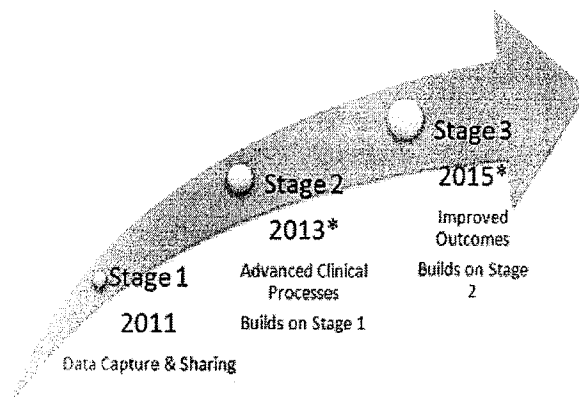 Stage 1
2011
Data Capture & Sharing
Stage 2
2013*
Advanced Clinical
Processes
Builds on Stage 1
Stage 3
2015*
Improved
Outcomes
Builds on Stage
2